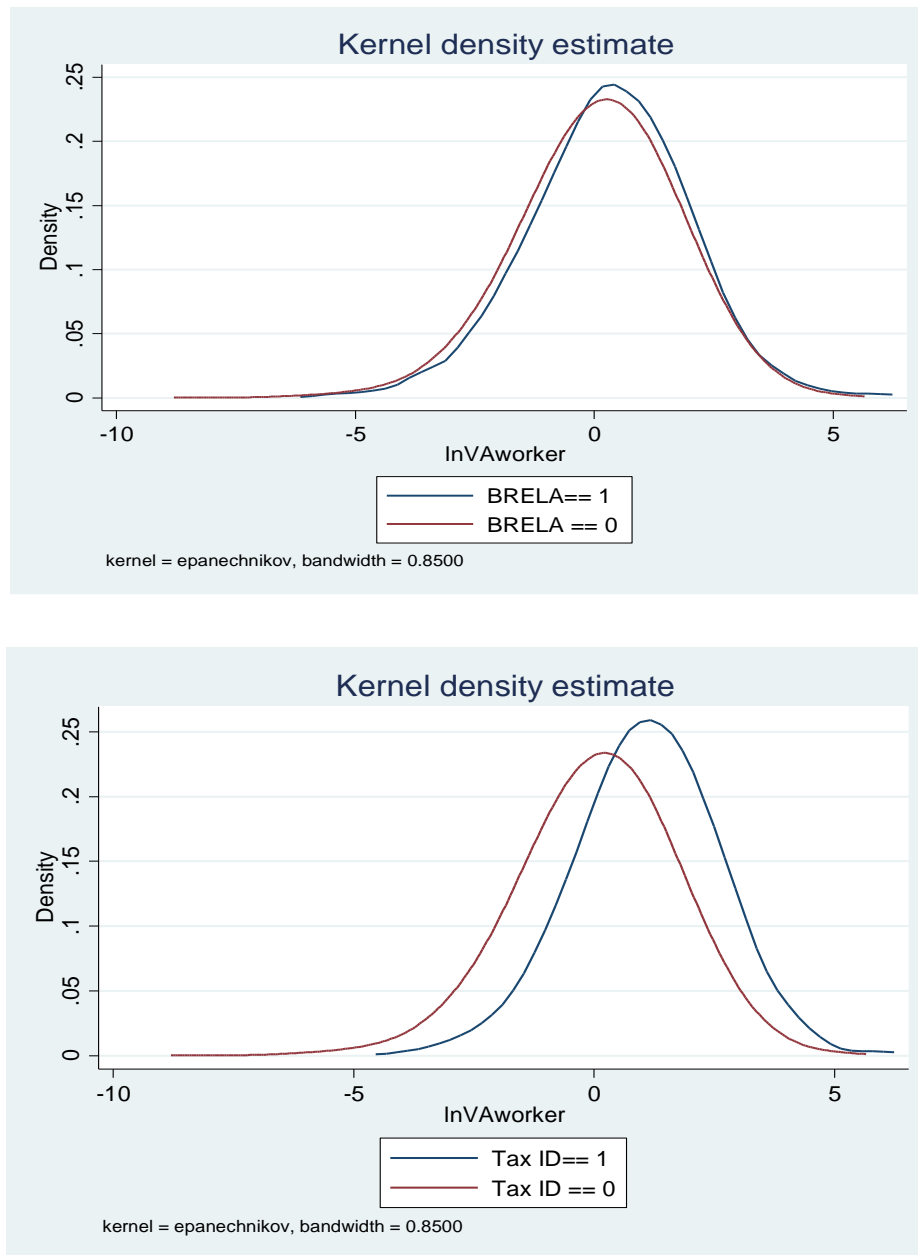 Kernel density estimate
.25
.2
.15
.1
.05
0
Density
-10
-5
0
5
lnVAworker
BRELA== 1
BRELA == 0
kernel = epanechnikov, bandwidth = 0.8500
Kernel density estimate
.25
.2
.15
.1
.05
0
Density
-10
-5
0
5
lnVAworker
Tax ID== 1
Tax ID == 0
kernel = epanechnikov, bandwidth = 0.8500